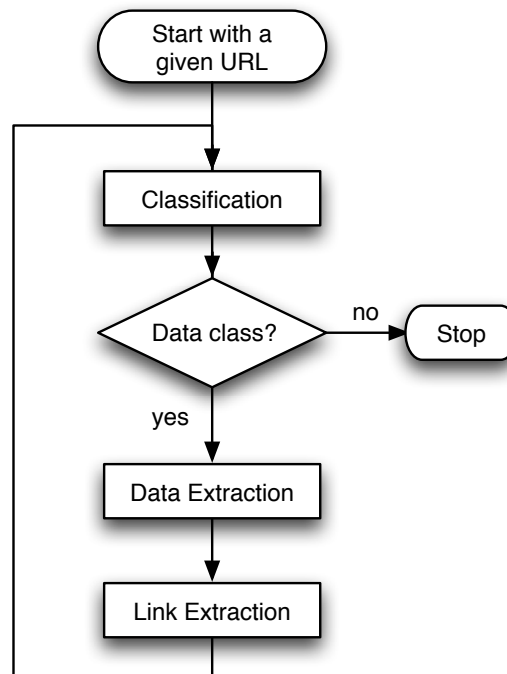 Start with a
given URL
Classification
Data class?
no
Stop
yes
Data Extraction
Link Extraction